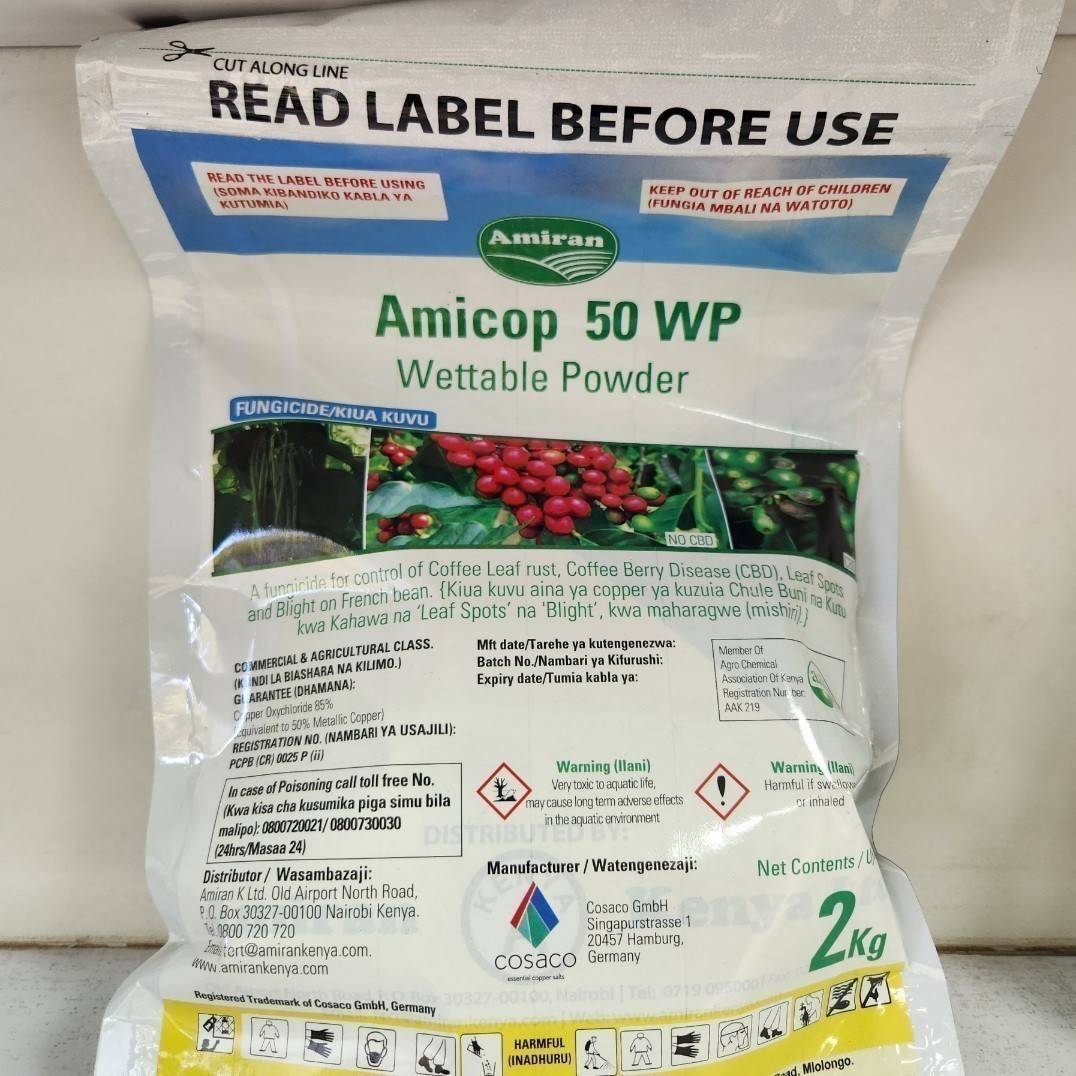 CUT ALONG LINE
READ LABEL BEFORE USE
READ THE LABEL BEFORE USING
(SOMA KIBANDIKO KABLA YA
KUTUMIA)
KEEP OUT OF REACH OF CHILDREN
(FUNGIA MBALI NA WATOTO)
Amiran
Amicop 50 WP
Wettable Powder
FUNGICIDE/KIUA KUVU
NO CBD
A fungicide for control of Coffee Leaf rust, Coffee Berry Disease (CBD), Leaf Spots
and Blight on French bean. {Kiua kuvu aina ya copper ya kuzuia Chule Buni na Kutu
kwa Kahawa na 'Leaf Spots' na 'Blight', kwa maharagwe (mishiri).}
COMMERCIAL & AGRICULTURAL CLASS.
(KUNDI LA BIASHARA NA KILIMO.)
GUARANTEE (DHAMANA):
Copper Oxychloride 85%
equivalent to 50% Metallic Copper)
REGISTRATION NO. (NAMBARI YA USAJILI):
PCPB (CR) 0025 P (ii)
Mft date/Tarehe ya kutengenezwa:
Batch No./Nambari ya Kifurushi:
Expiry date/Tumia kabla ya:
Member Of
Agro Chemical
Association Of Kenya
Registration Number:
AAK 219
In case of Poisoning call toll free No.
(Kwa kisa cha kusumika piga simu bila
malipo): 0800720021/ 0800730030
(24hrs/Masaa 24)
Warning (Ilani)
Very toxic to aquatic life,
may cause long term adverse effects
in the aquatic environment
Warning (Ilani)
Harmful if swallow
or inhaled
DISTRIBUTED BY:
Distributor / Wasambazaji:
Amiran K Ltd. Old Airport North Road,
P.O. Box 30327-00100 Nairobi Kenya.
Tel. 0800 720 720
Email:fert@amirankenya.com.
www.amirankenya.com
Manufacturer / Watengenezaji:
cosaco
essential copper salts
Cosaco GmbH
Singapurstrasse 1
20457 Hamburg,
Germany
Net Contents /
2Kg
Registered Trademark of Cosaco GmbH, Germany
HARMFUL
(INADHURU)
Mlolongo.